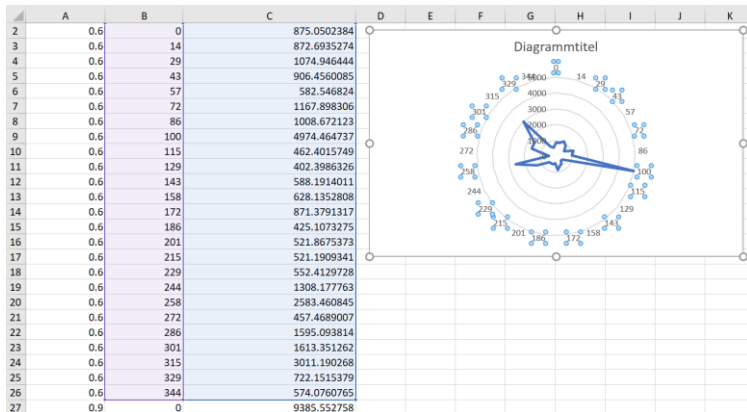 A B C D E F G H I J K
2 0.6 0 875.0502384
3 0.6 14 872.6935274
4 0.6 29 1074.946444
5 0.6 43 906.4560085
6 0.6 57 582.546824
7 0.6 72 1167.898306
8 0.6 86 1008.672123
9 0.6 100 4974.464737
10 0.6 115 462.4015749
11 0.6 129 402.3986326
12 0.6 143 588.1914011
13 0.6 158 628.1352808
14 0.6 172 871.3791317
15 0.6 186 425.1073275
16 0.6 201 521.8675373
17 0.6 215 521.1909341
18 0.6 229 552.4129728
19 0.6 244 1308.177763
20 0.6 258 2583.460845
21 0.6 272 457.4689007
22 0.6 286 1595.093814
23 0.6 301 1613.351262
24 0.6 315 3011.190268
25 0.6 329 722.1515379
26 0.6 344 574.0760765
27 0.9 0 9385.552758
Diagrammtitel
0
14
29
43
57
72
86
100
115
129
143
158
172
186
201
215
229
244
258
272
286
301
315
329
344
5000
4000
3000
2000
1000
0